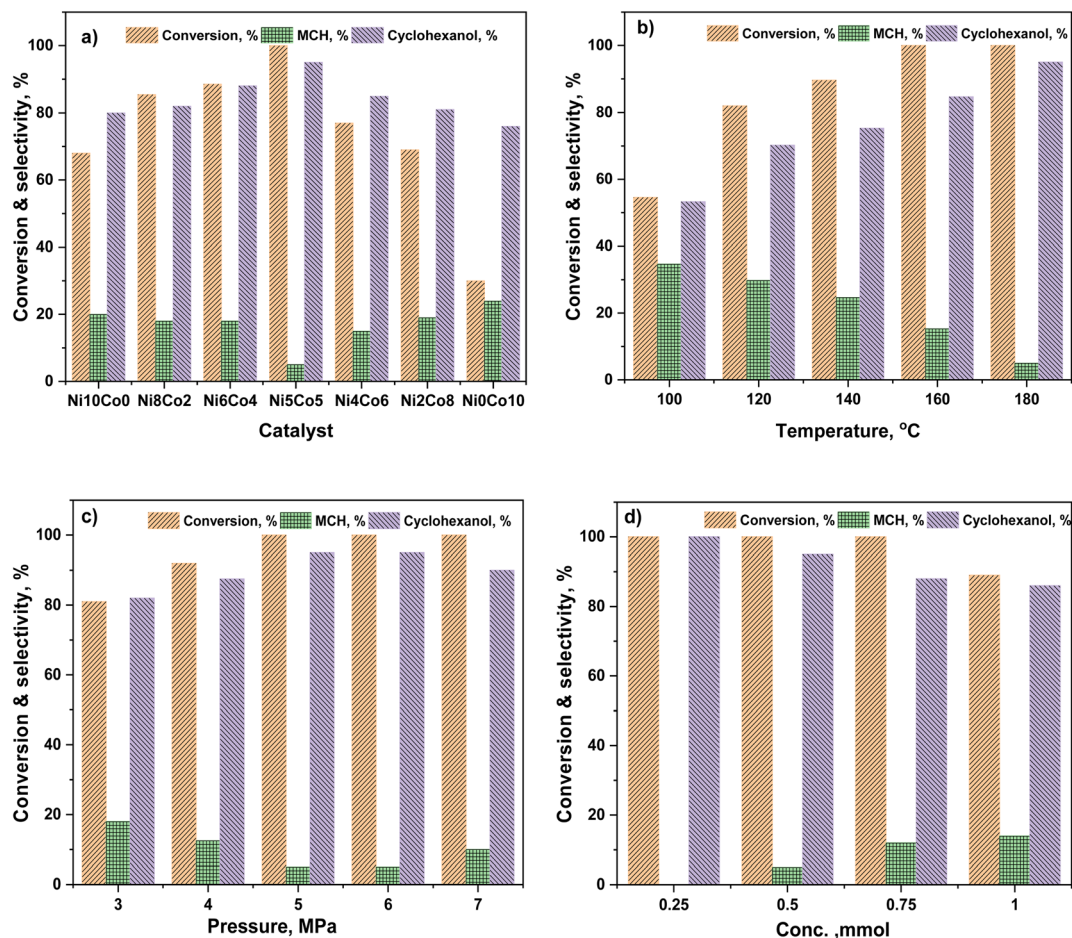 a)
Conversion, % MCH, % Cyclohexanol, %
Conversion & selectivity, %
100
80
60
40
20
0
Ni10Co0 Ni8Co2 Ni6Co4 Ni5Co5 Ni4Co6 Ni2Co8 Ni0Co10
Catalyst
b)
Conversion, % MCH, % Cyclohexanol, %
Conversion & selectivity, %
100
80
60
40
20
0
100 120 140 160 180
Temperature, °C
c)
Conversion, % MCH, % Cyclohexanol, %
Conversion & selectivity, %
100
80
60
40
20
0
3 4 5 6 7
Pressure, MPa
d)
Conversion, % MCH, % Cyclohexanol, %
Conversion & selectivity, %
100
80
60
40
20
0
0.25 0.5 0.75 1
Conc. ,mmol